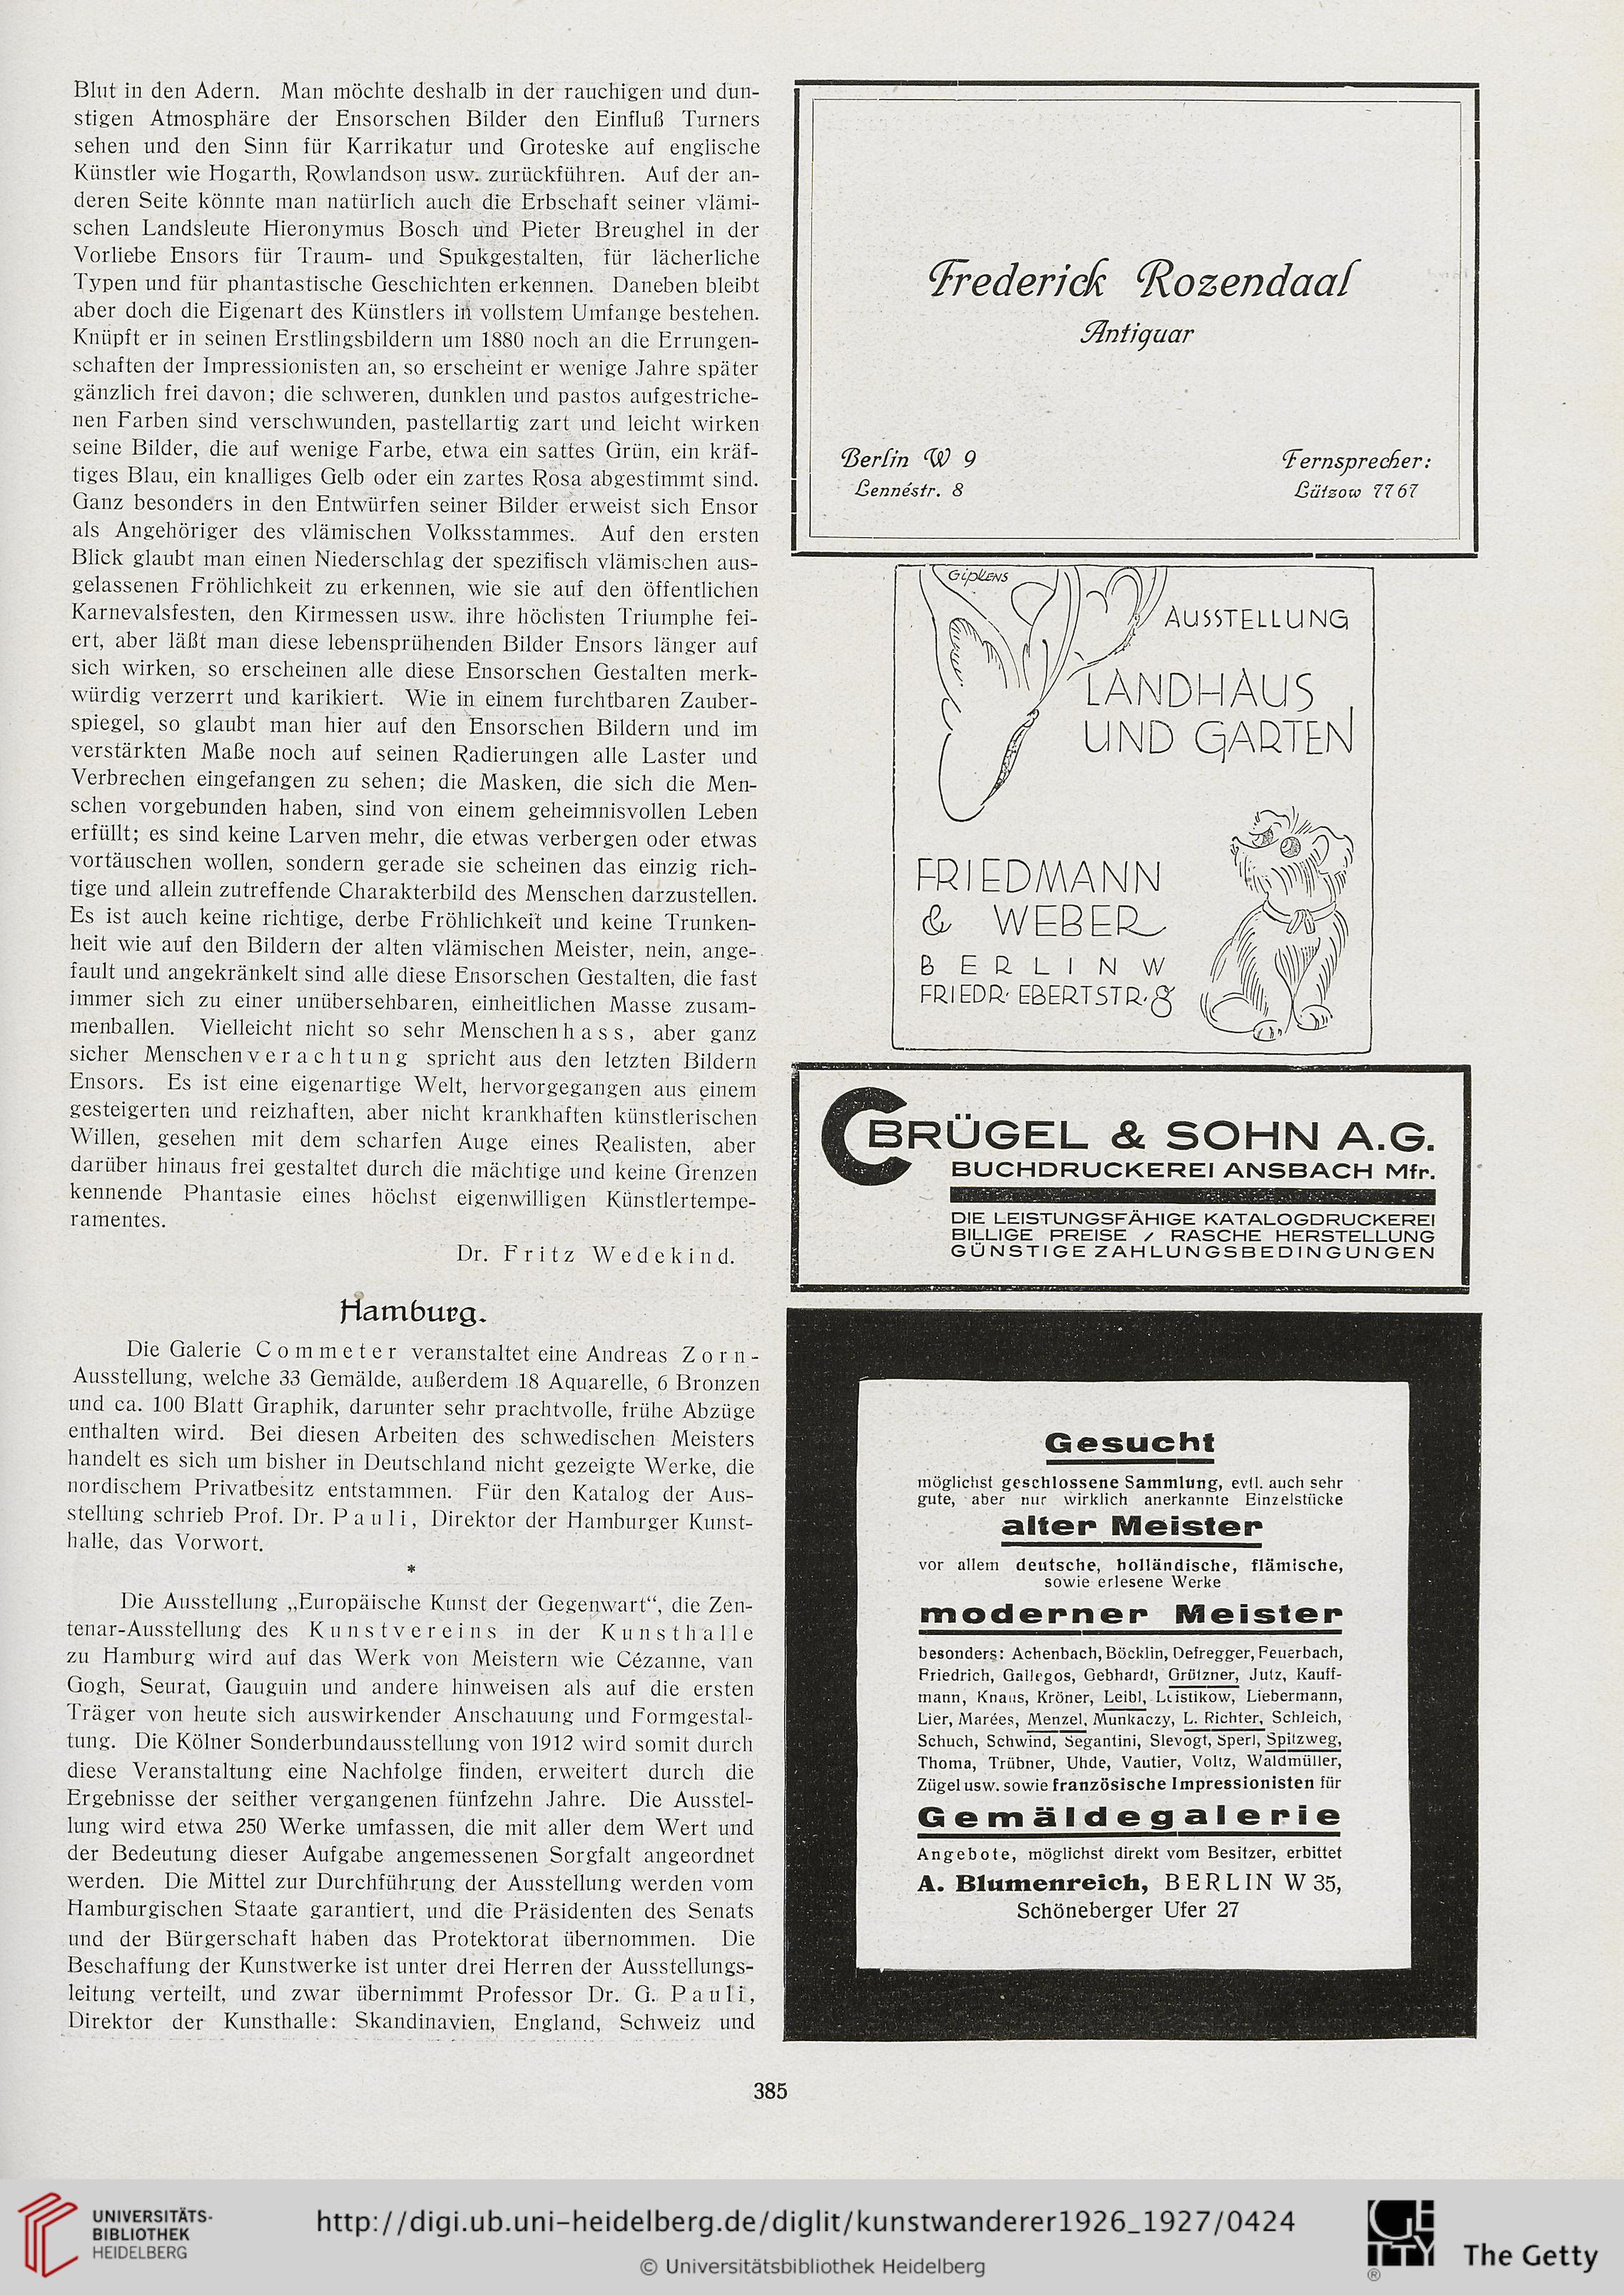 Blut in den Adern. Man möchte deshalb in der rauchigen und dun-
stigen Atmosphäre der Ensorschen Bilder den Einfluß Turners
sehen und den Sinn für Karrikatur und Groteske auf englische
Künstler wie Hogarth, Rowlandson usw. zurückführen. Auf der an-
deren Seite könnte man natürlich auch die Erbschaft seiner vlämi-
schen Landsleute Hieronymus Bosch und Pieter Breughel in der
Vorliebe Ensors für Traum- und Spukgestalten, für lächerliche
Typen und für phantastische Geschichten erkennen. Daneben bleibt
aber doch die Eigenart des Künstlers in vollstem Umfange bestehen.
Knüpft er in seinen Erstlingsbildern um 1880 noch an die Errungen-
schaften der Impressionisten an, so erscheint er wenige Jahre später
gänzlich frei davon; die schweren, dunklen und pastos aufgestriche-
nen Farben sind verschwunden, pastellartig zart und leicht wirken
seine Bilder, die auf wenige Farbe, etwa ein sattes Grün, ein kräf-
tiges Blau, ein knalliges Gelb oder ein zartes Rosa abgestimmt sind.
Ganz besonders in den Entwürfen seiner Bilder erweist sich Ensor
als Angehöriger des vlämischen Volksstammes. Auf den ersten
Blick glaubt man einen Niederschlag der spezifisch vlämischen aus-
gelassenen Fröhlichkeit zu erkennen, wie sie auf den öffentlichen
Karnevalsfesten, den Kirmessen usw. ihre höchsten Triumphe fei-
ert, aber läßt man diese lebensprühenden Bilder Ensors länger auf
sich wirken, so erscheinen alle diese Ensorschen Gestalten merk-
würdig verzerrt und karikiert. Wie in einem furchtbaren Zauber-
spiegel, so glaubt man hier auf den Ensorschen Bildern und im
verstärkten Maße noch auf seinen Radierungen alle Laster und
Verbrechen eingefangen zu sehen; die Masken, die sich die Men-
schen vorgebunden haben, sind von einem geheimnisvollen Leben
erfüllt; es sind keine Larven mehr, die etwas verbergen oder etwas
vortäuschen wollen, sondern gerade sie scheinen das einzig rich-
tige und allein zutreffende Charakterbild des Menschen darzustellen.
Es ist auch keine richtige, derbe Fröhlichkeit und keine Trunken-
heit wie auf den Bildern der alten vlämischen Meister, nein, ange-
fault und angekränkelt sind alle diese Ensorschen Gestalten, die fast
immer sich zu einer unübersehbaren, einheitlichen Masse zusam-
menballen. Vielleicht nicht so sehr Menschenhass, aber ganz
sicher Menschenverachtung spricht aus den letzten Bildern
Ensors. Es ist eine eigenartige Welt, hervorgegangen aus einem
gesteigerten und reizhaften, aber nicht krankhaften künstlerischen
Willen, gesehen mit dem scharfen Auge eines Realisten, aber
darüber hinaus frei gestaltet durch die mächtige und keine Grenzen
kennende Phantasie eines höchst eigenwilligen Künstlertempe-
ramentes.
Dr. Fritz Wedekind.
Hamburg.
Die Galerie Commeter veranstaltet eine Andreas Zorn-
Ausstellung, welche 33 Gemälde, außerdem 18 Aquarelle, 6 Bronzen
und ca. 100 Blatt Graphik, darunter sehr prachtvolle, frühe Abzüge
enthalten wird. Bei diesen Arbeiten des schwedischen Meisters
handelt es sich um bisher in Deutschland nicht gezeigte Werke, die
nordischem Privatbesitz entstammen. Für den Katalog der Aus-
stellung schrieb Prof. Dr. Pauli, Direktor der Hamburger Kunst-
halle, das Vorwort.
*
Die Ausstellung „Europäische Kunst der Gegenwart“, die Zen-
tenar-Ausstellung des Kunstvereins in der Kunsthalle
zu Hamburg wird auf das Werk von Meistern wie Cézanne, van
Gogh, Seurat, Gauguin und andere hinweisen als auf die ersten
Träger von heute sich auswirkender Anschauung und Formgestal-
tung. Die Kölner Sonderbundausstellung von 1912 wird somit durch
diese Veranstaltung eine Nachfolge finden, erweitert durch die
Ergebnisse der seither vergangenen fünfzehn Jahre. Die Ausstel-
lung wird etwa 250 Werke umfassen, die mit aller dem Wert und
der Bedeutung dieser Aufgabe angemessenen Sorgfalt angeordnet
werden. Die Mittel zur Durchführung der Ausstellung werden vom
Hamburgischen Staate garantiert, und die Präsidenten des Senats
und der Bürgerschaft haben das Protektorat übernommen. Die
Beschaffung der Kunstwerke ist unter drei Herren der Ausstellungs-
leitung verteilt, und zwar übernimmt Professor Dr. G. Pauli,
Direktor der Kunsthalle: Skandinavien, England, Schweiz und
Frederick Rozendaal
Antiquar
Berlin W 9
Lennéstr. 8
Fernsprecher:
Lützow 7767
Gipkens
AUSSTELLUNG
LANDHAUS
UND GARTEN
FRIEDMANN
& WEBER
BERLIN W
FRIEDR. EBERTSTR. 8
C BRÜGEL & SOHN A.G.
BUCHDRUCKEREI ANSBACH Mfr.
DIE LEISTUNGSFÄHIGE KATALOGDRUCKEREI
BILLIGE PREISE / RASCHE HERSTELLUNG
GÜNSTIGE ZAHLUNGSBEDINGUNGEN
Gesucht
möglichst geschlossene Sammlung, evtl. auch sehr
gute, aber nur wirklich anerkannte Einzelstücke
alter Meister
vor allem deutsche, holländische, flämische,
sowie erlesene Werke
moderner Meister
besonders: Achenbach, Böcklin, Defregger, Feuerbach,
Friedrich, Gallegos, Gebhardt, Grützner, Jutz, Kauff-
mann, Knaus, Kröner, Leibl, Leistikow, Liebermann,
Lier, Marées, Menzel, Munkaczy, L. Richter, Schleich,
Schuch, Schwind, Segantini, Slevogt, Sperl, Spitzweg,
Thoma, Trübner, Uhde, Vautier, Voltz, Waldmüller,
Zügel usw. sowie französische Impressionisten für
Gemäldegalerie
Angebote, möglichst direkt vom Besitzer, erbittet
A. Blumenreich, BERLIN W 35,
Schöneberger Ufer 27
385
UNIVERSITÄTS-
BIBLIOTHEK
HEIDELBERG
http://digi.ub.uni-heidelberg.de/diglit/kunstwanderer1926_1927/0424
© Universitätsbibliothek Heidelberg
GETTY
®
The Getty